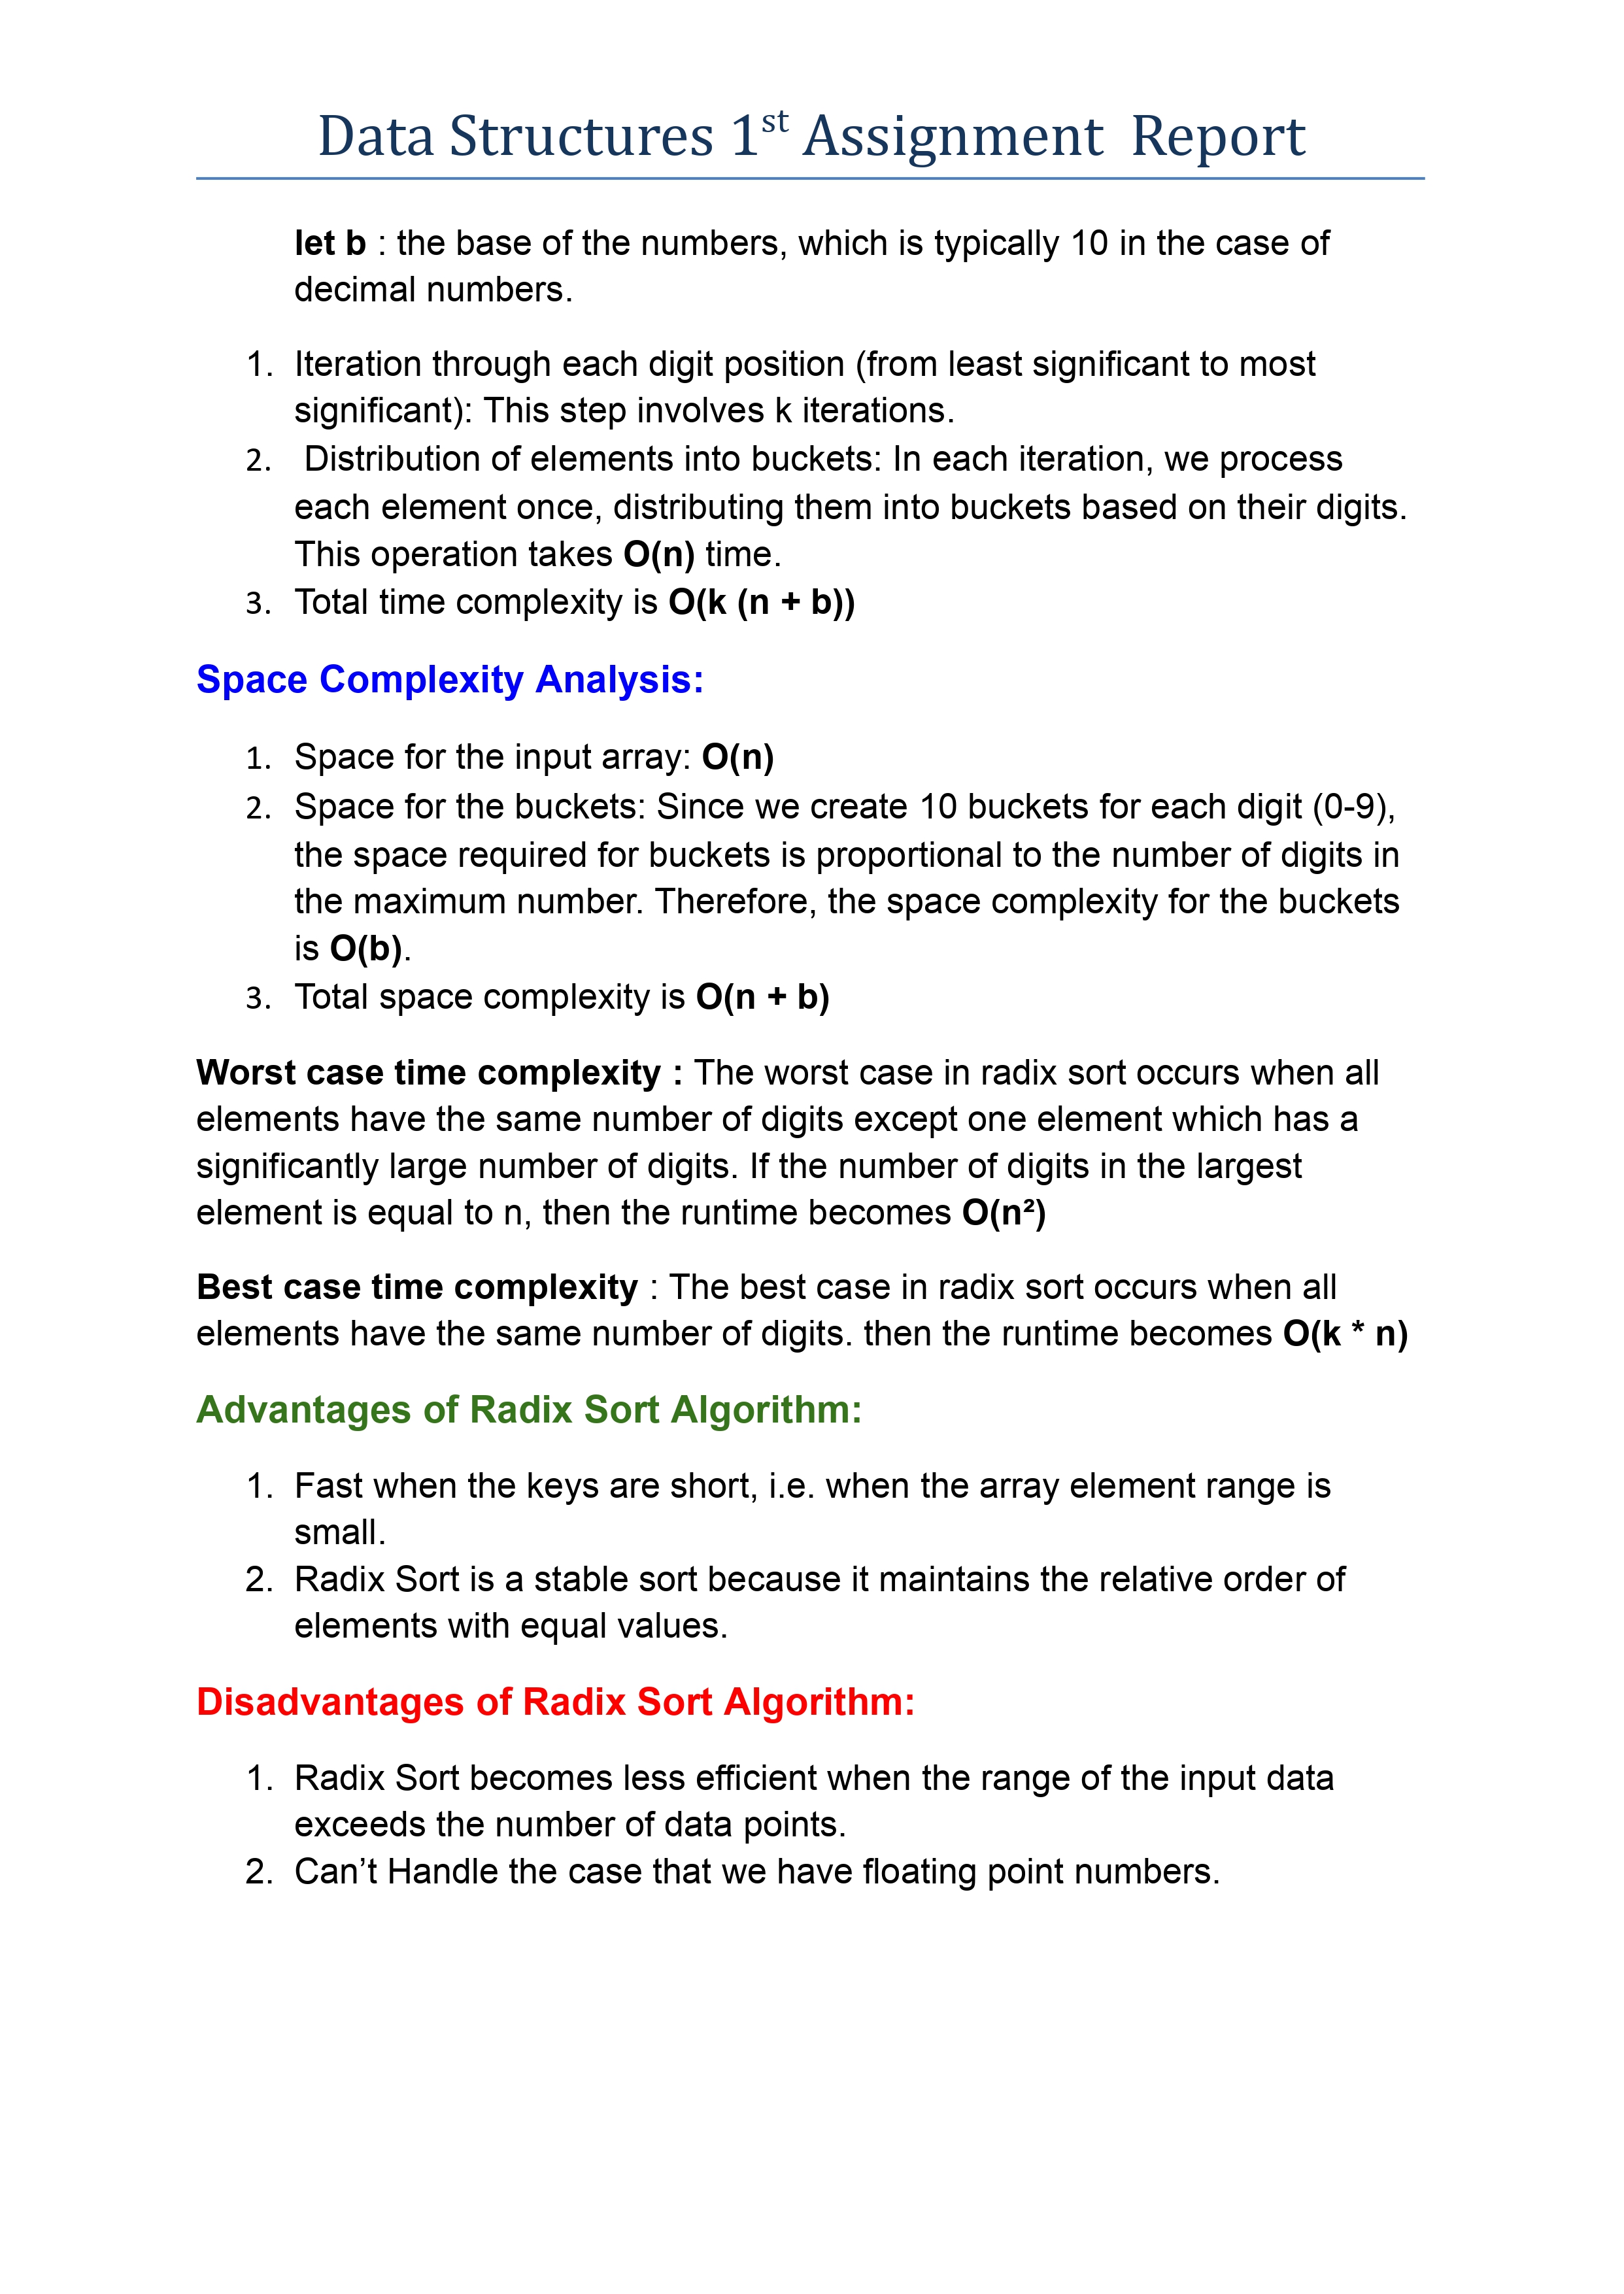 Data Structures 1st Assignment  Report
let b : the base of the numbers, which is typically 10 in the case of
decimal numbers.
1. Iteration through each digit position (from least significant to most
significant): This step involves k iterations.
2.  Distribution of elements into buckets: In each iteration, we process
each element once, distributing them into buckets based on their digits.
This operation takes O(n) time.
3. Total time complexity is O(k (n + b))
Space Complexity Analysis:
1. Space for the input array: O(n)
2. Space for the buckets: Since we create 10 buckets for each digit (0-9),
the space required for buckets is proportional to the number of digits in
the maximum number. Therefore, the space complexity for the buckets
is O(b).
3. Total space complexity is O(n + b)
Worst case time complexity : The worst case in radix sort occurs when all
elements have the same number of digits except one element which has a
significantly large number of digits. If the number of digits in the largest
element is equal to n, then the runtime becomes O(n²)
Best case time complexity : The best case in radix sort occurs when all
elements have the same number of digits. then the runtime becomes O(k * n)
Advantages of Radix Sort Algorithm:
1. Fast when the keys are short, i.e. when the array element range is
small.
2. Radix Sort is a stable sort because it maintains the relative order of
elements with equal values.
Disadvantages of Radix Sort Algorithm:
1. Radix Sort becomes less efficient when the range of the input data
exceeds the number of data points.
2. Can’t Handle the case that we have floating point numbers.